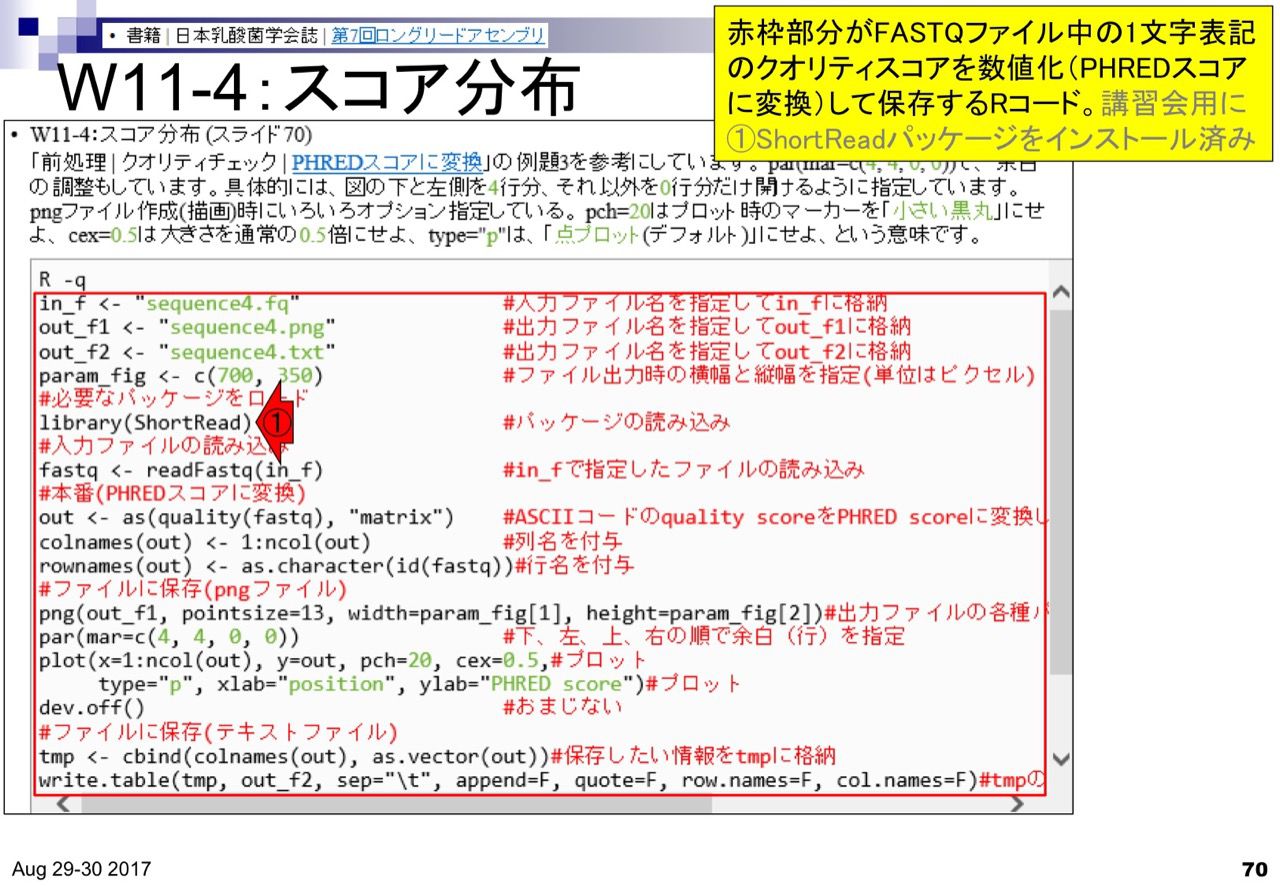 • 書籍 | 日本乳酸菌学会誌 | 第7回ロングリードアセンブリ
W11-4：スコア分布
赤枠部分がFASTQファイル中の1文字表記
のクオリティスコアを数値化（PHREDスコア
に変換）して保存するRコード。講習会用に
①ShortReadパッケージをインストール済み
• W11-4：スコア分布 (スライド70)
「前処理 | クオリティチェック | PHREDスコアに変換」の例題3を参考にしています。par(mar=c(4, 4, 0, 0))で、余白
の調整もしています。具体的には、図の下と左側を4行分、それ以外を0行分だけ開けるように指定しています。
pngファイル作成(描画)時にいろいろオプション指定している。pch=20はプロット時のマーカーを「小さい黒丸」にせ
よ、cex=0.5は大きさを通常の0.5倍にせよ、type="p"は、「点プロット(デフォルト)」にせよ、という意味です。
R -q
in_f <- "sequence4.fq" #入力ファイル名を指定してin_fに格納
out_f1 <- "sequence4.png" #出力ファイル名を指定してout_f1に格納
out_f2 <- "sequence4.txt" #出力ファイル名を指定してout_f2に格納
param_fig <- c(700, 350) #ファイル出力時の横幅と縦幅を指定(単位はピクセル)
#必要なパッケージをロード
library(ShortRead) ① #パッケージの読み込み
#入力ファイルの読み込み
fastq <- readFastq(in_f) #in_fで指定したファイルの読み込み
#本番(PHREDスコアに変換)
out <- as(quality(fastq), "matrix") #ASCIIコードのquality scoreをPHRED scoreに変換し
colnames(out) <- 1:ncol(out) #列名を付与
rownames(out) <- as.character(id(fastq))#行名を付与
#ファイルに保存(pngファイル)
png(out_f1, pointsize=13, width=param_fig[1], height=param_fig[2])#出力ファイルの各種パ
par(mar=c(4, 4, 0, 0)) #下、左、上、右の順で余白（行）を指定
plot(x=1:ncol(out), y=out, pch=20, cex=0.5,#プロット
type="p", xlab="position", ylab="PHRED score")#プロット
dev.off() #おまじない
#ファイルに保存(テキストファイル)
tmp <- cbind(colnames(out), as.vector(out))#保存したい情報をtmpに格納
write.table(tmp, out_f2, sep="\t", append=F, quote=F, row.names=F, col.names=F)#tmpの
Aug 29-30 2017
70